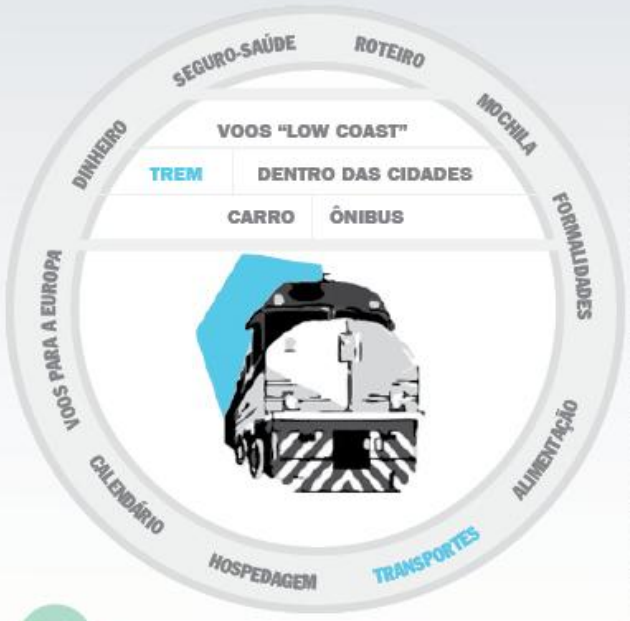 SEGURO-SAÚDE
ROTEIRO
MOCHILA
FORMALIDADES
ALIMENTAÇÃO
TRANSPORTES
HOSPEDAGEM
CALENDÁRIO
VOOS PARA A EUROPA
DINHEIRO
VOOS “LOW COAST”
TREM DENTRO DAS CIDADES
CARRO ÔNIBUS